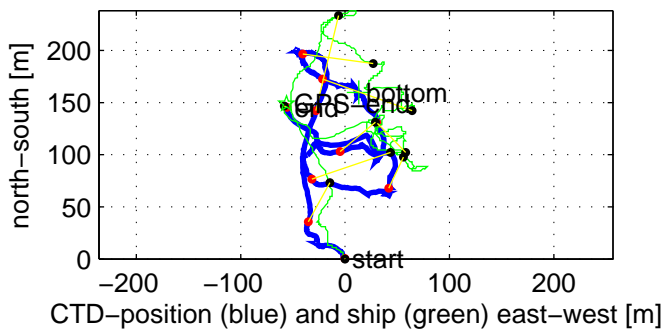 200
150
100
50
0
north−south [m]
bottom
GPS−end
end
start
−200
−100
0
100
200
CTD−position (blue) and ship (green) east−west [m]